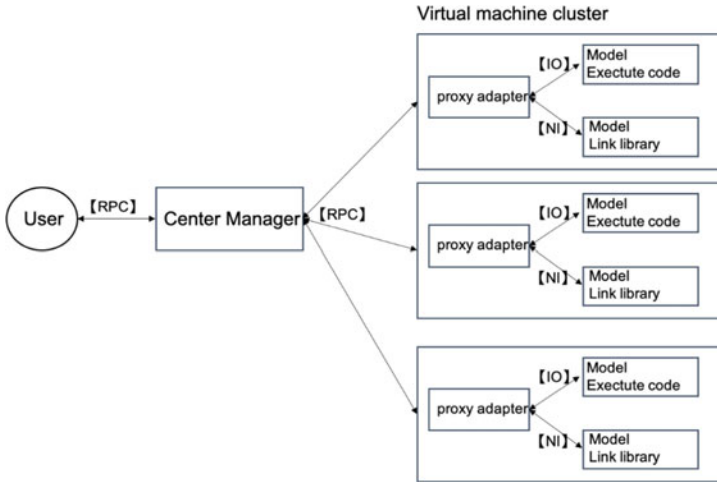 Virtual machine cluster
User
【RPC】
Center Manager
【RPC】
proxy adapter
【IO】
Model
Exectute code
【NI】
Model
Link library
proxy adapter
【IO】
Model
Exectute code
【NI】
Model
Link library
proxy adapter
【IO】
Model
Exectute code
【NI】
Model
Link library